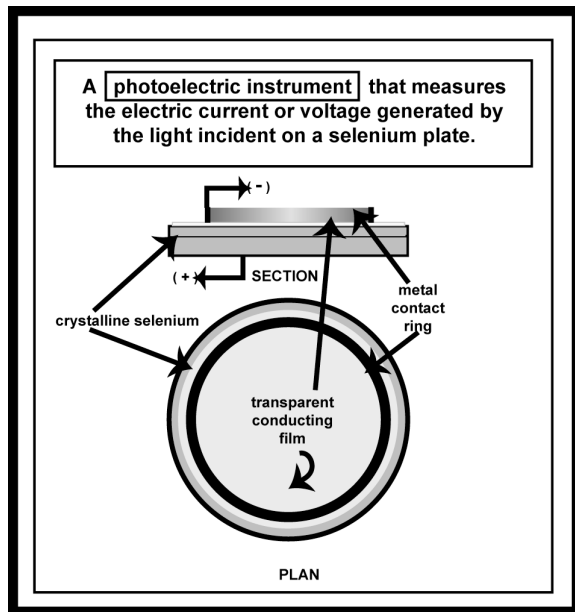 A photoelectric instrument that measures
the electric current or voltage generated by
the light incident on a selenium plate.
(-)
(+)
SECTION
metal
contact
ring
crystalline selenium
transparent
conducting
film
PLAN